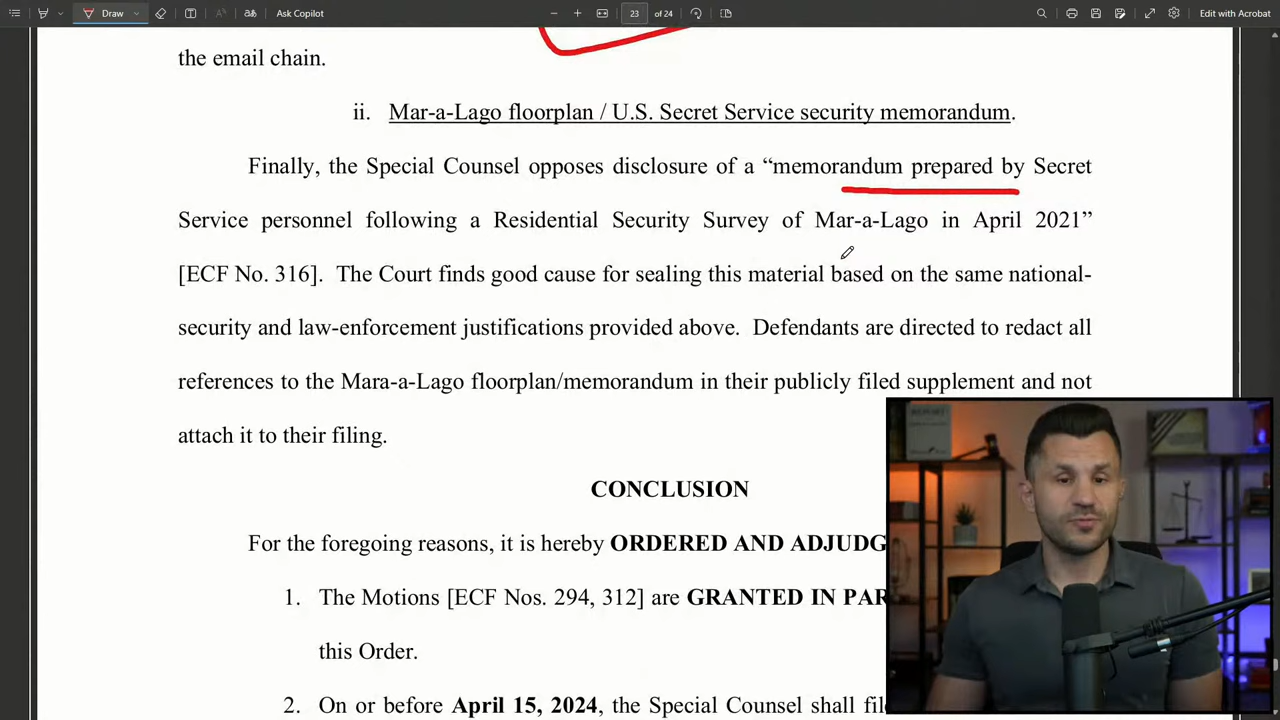 Draw
Ask Copilot
23 of 24
Edit with Acrobat
the email chain.
ii. Mar-a-Lago floorplan / U.S. Secret Service security memorandum.
Finally, the Special Counsel opposes disclosure of a “memorandum prepared by Secret
Service personnel following a Residential Security Survey of Mar-a-Lago in April 2021”
[ECF No. 316]. The Court finds good cause for sealing this material based on the same national-
security and law-enforcement justifications provided above. Defendants are directed to redact all
references to the Mara-a-Lago floorplan/memorandum in their publicly filed supplement and not
attach it to their filing.
CONCLUSION
For the foregoing reasons, it is hereby ORDERED AND ADJUDG
1. The Motions [ECF Nos. 294, 312] are GRANTED IN PAR
this Order.
2. On or before April 15, 2024, the Special Counsel shall file